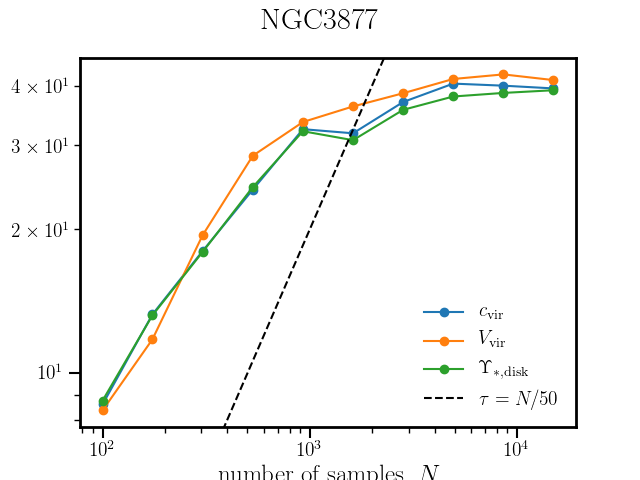 NGC3877
4 × 10¹
3 × 10¹
2 × 10¹
10¹
c_vir
V_vir
Υ_*,disk
τ = N/50
10² 10³ 10⁴
number of samples, N